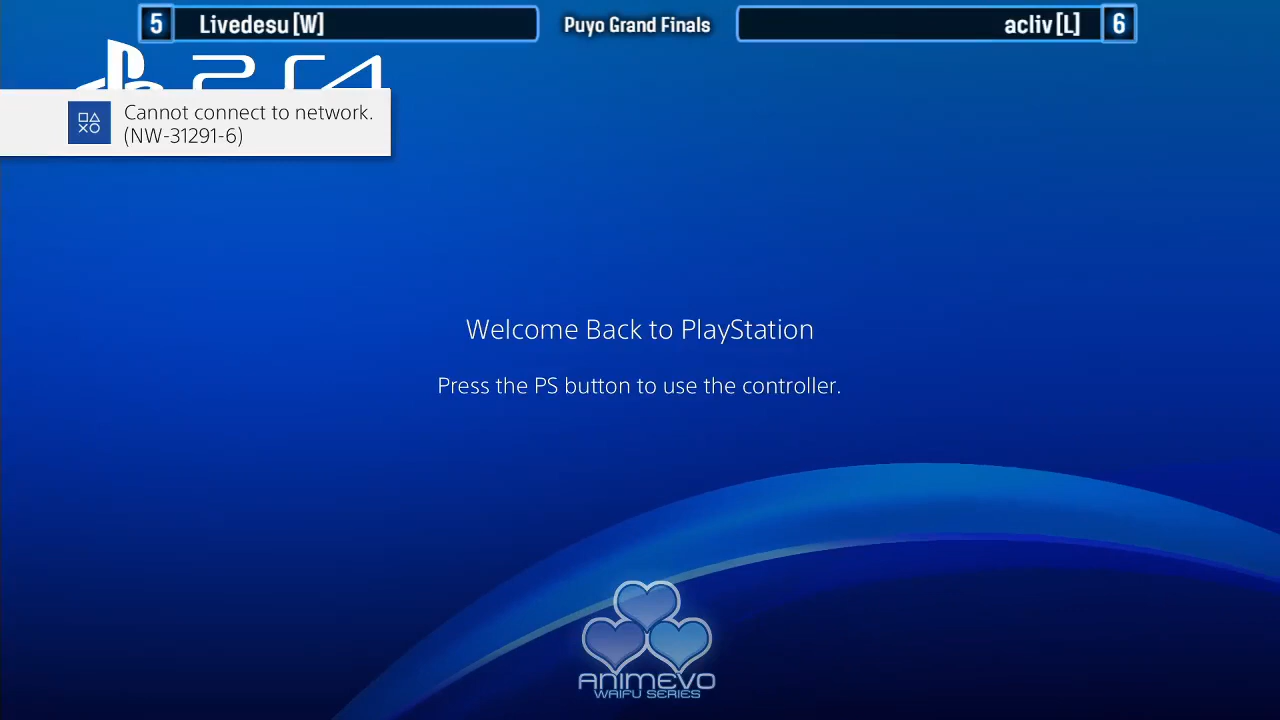 5 Livedesu[W] Puyo Grand Finals acliv[L] 6
PS4
Cannot connect to network.
(NW-31291-6)
Welcome Back to PlayStation
Press the PS button to use the controller.
ANIMEVO
WAIFU SERIES